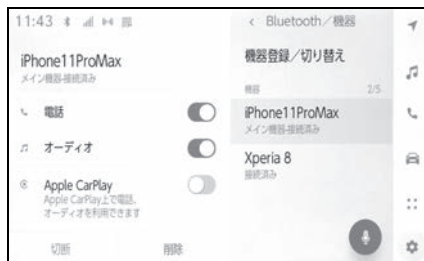 11:43
iPhone11ProMax
メイン機器-接続済み
電話
オーディオ
Apple CarPlay
Apple CarPlay上で電話、
オーディオを利用できます
切断 削除
< Bluetooth／機器
機器登録／切り替え
機器 2/5
iPhone11ProMax
メイン機器-接続済み
Xperia 8
接続済み